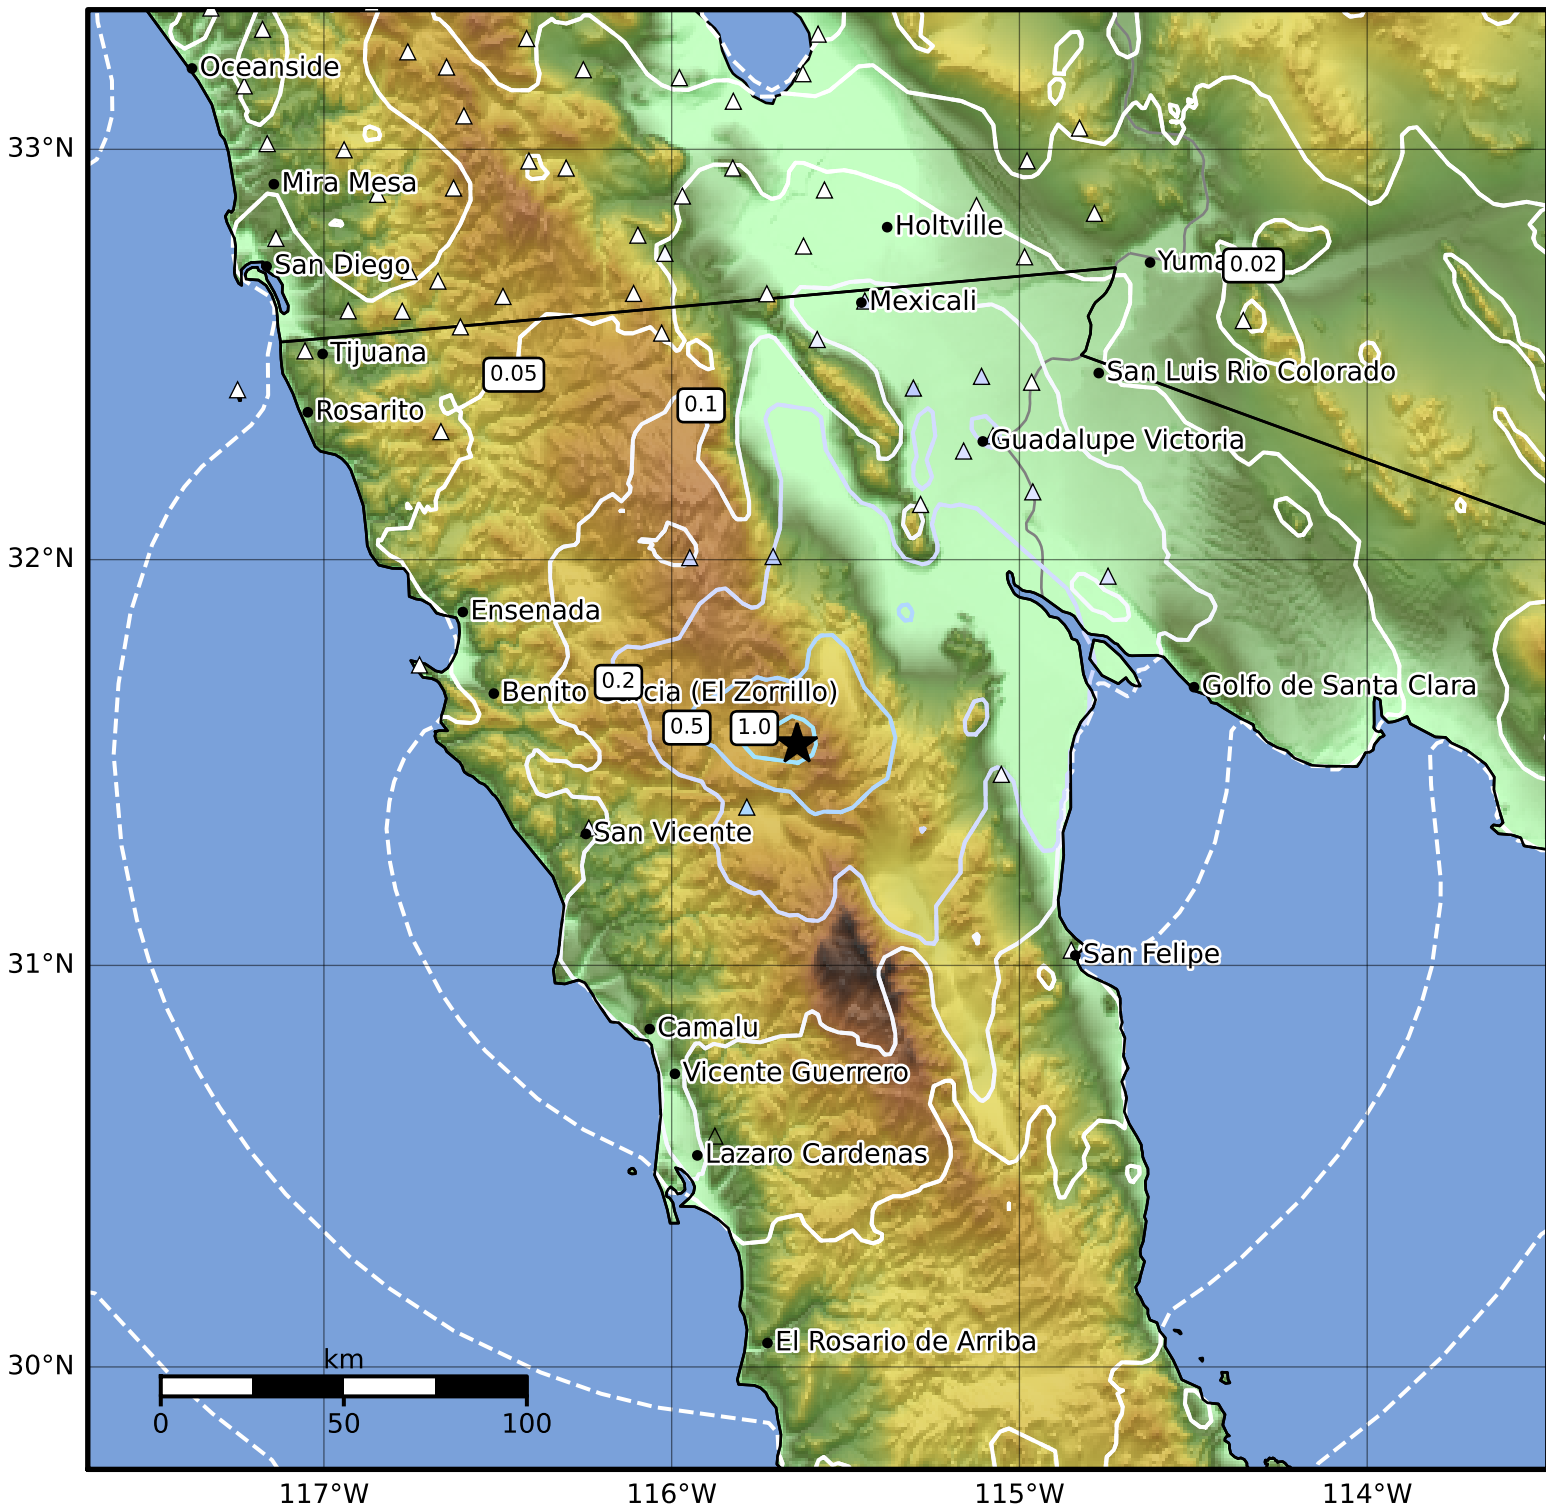 Oceanside
33°N
Mira Mesa
Holtville
San Diego
Yuma
0.02
Mexicali
Tijuana
0.05
San Luis Rio Colorado
0.1
Rosarito
Guadalupe Victoria
32°N
Ensenada
0.2
Benito cia (El Zorrillo)
Golfo de Santa Clara
0.5
1.0
San Vicente
31°N
San Felipe
Camalu
Vicente Guerrero
Lazaro Cardenas
El Rosario de Arriba
30°N
km
0 50 100
117°W 116°W 115°W 114°W